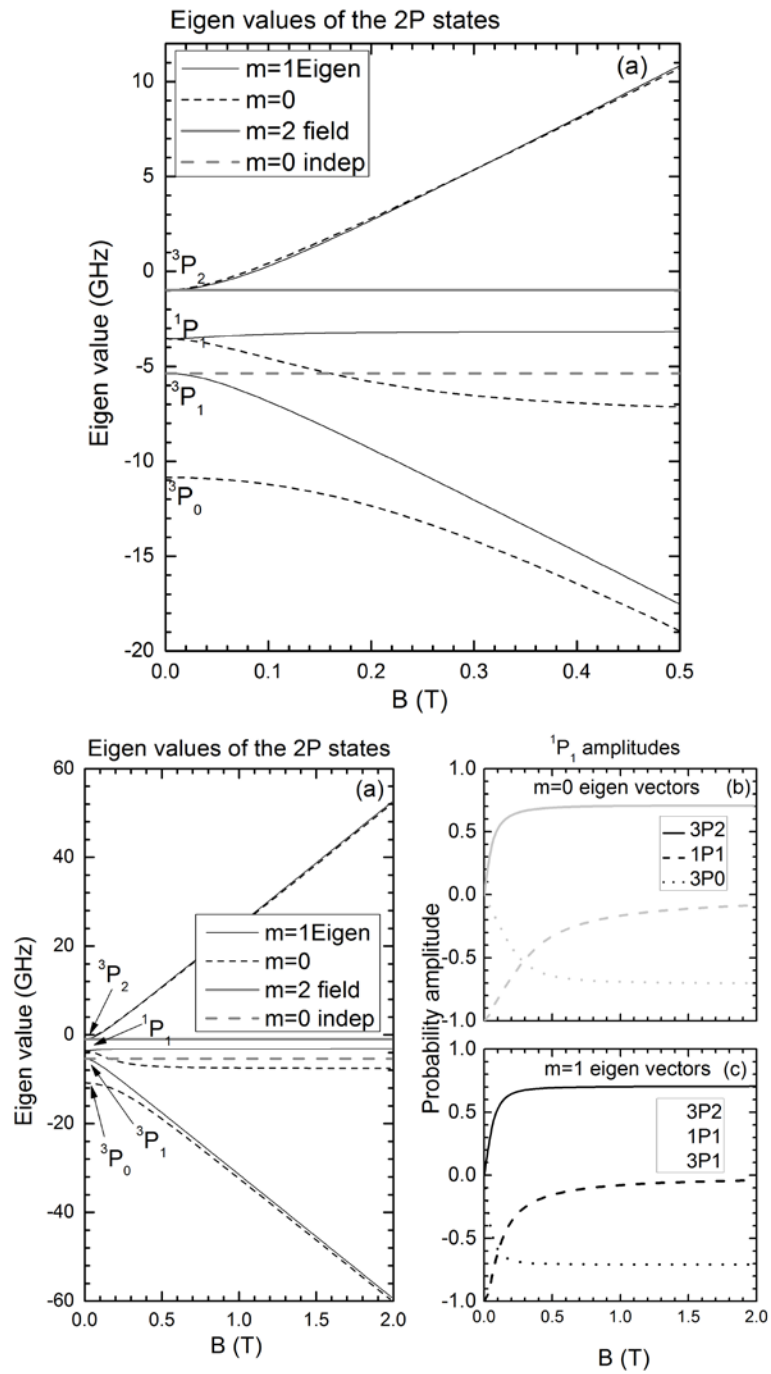 Eigen values of the 2P states
(a)
m=1Eigen
m=0
m=2 field
m=0 indep
10
5
0
-5
-10
-15
-20
Eigen value (GHz)
³P₂
¹P₁
³P₁
³P₀
0.0 0.1 0.2 0.3 0.4 0.5
B (T)
Eigen values of the 2P states
(a)
60
40
20
0
-20
-40
-60
Eigen value (GHz)
m=1Eigen
m=0
m=2 field
m=0 indep
³P₂
¹P₁
³P₁
³P₀
0.0 0.5 1.0 1.5 2.0
B (T)
¹P₁ amplitudes
m=0 eigen vectors (b)
1.0
0.5
0.0
-0.5
-1.0
3P2
1P1
3P0
Probability amplitude
m=1 eigen vectors (c)
1.0
0.5
0.0
-0.5
-1.0
3P2
1P1
3P1
0.0 0.5 1.0 1.5 2.0
B (T)